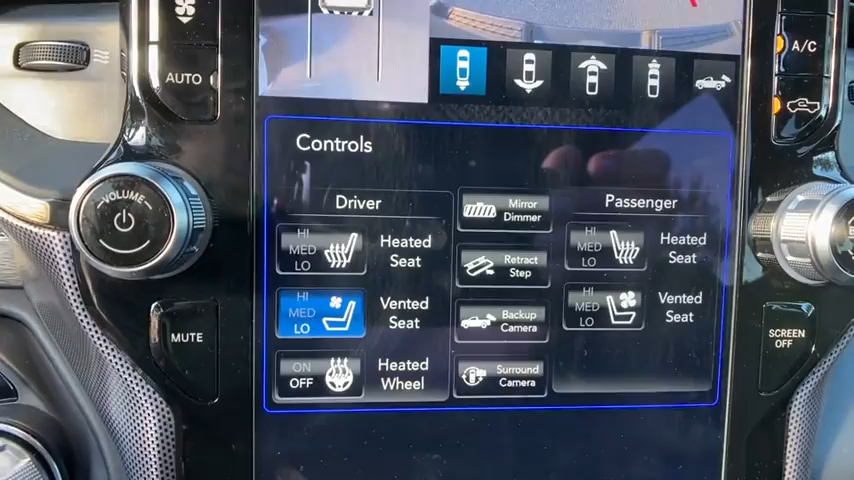 AUTO
A/C
VOLUME
MUTE
SCREEN
OFF
Controls
Driver
HI
MED
LO
Heated
Seat
HI
MED
LO
Vented
Seat
ON
OFF
Heated
Wheel
Mirror
Dimmer
Retract
Step
Backup
Camera
Surround
Camera
Passenger
HI
MED
LO
Heated
Seat
HI
MED
LO
Vented
Seat